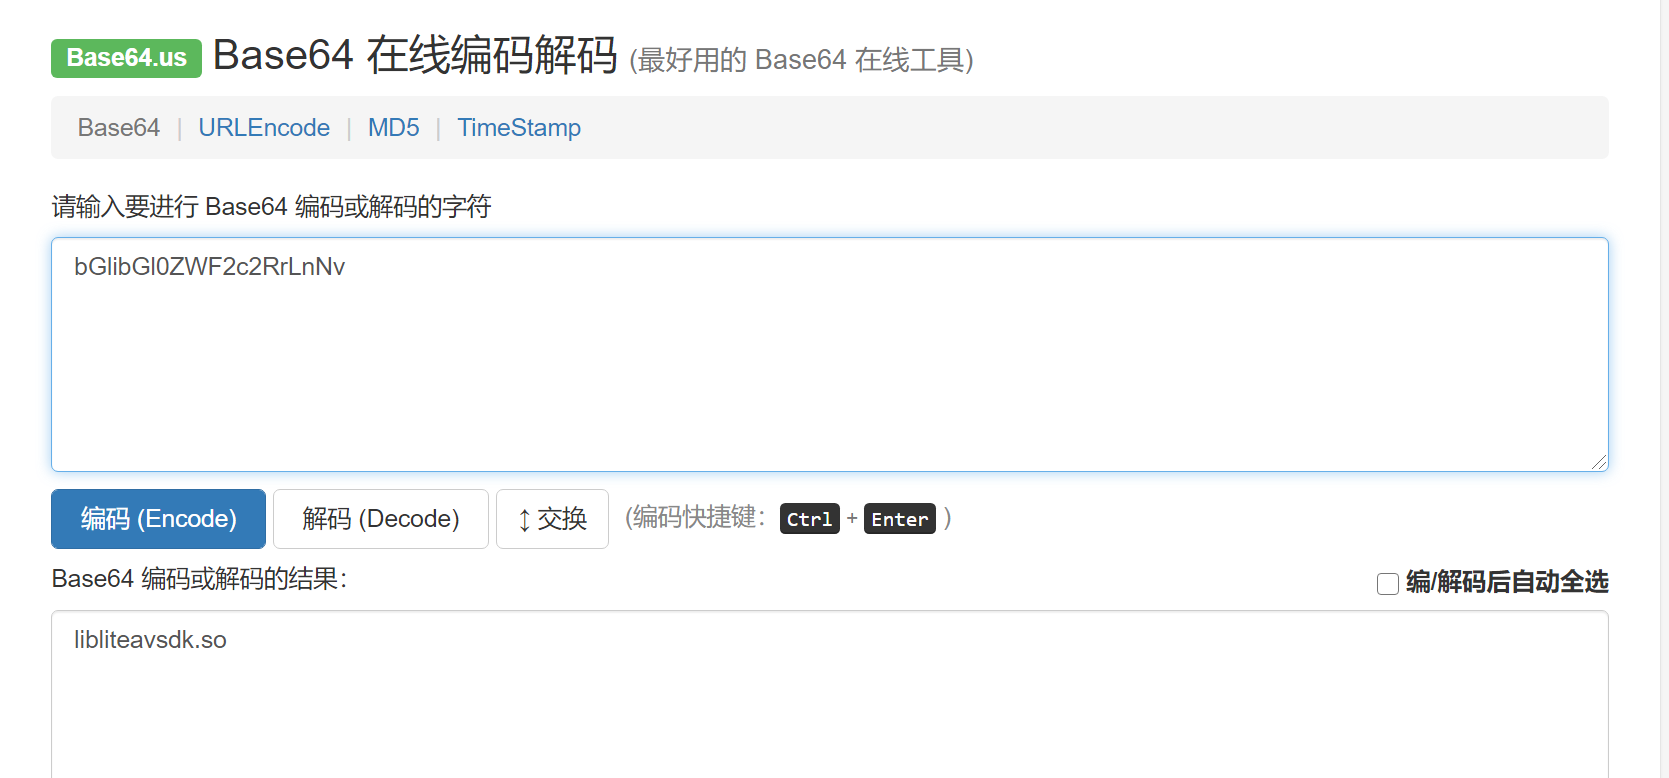 Base64.us Base64 在线编码解码 (最好用的 Base64 在线工具)
Base64 | URLEncode | MD5 | TimeStamp
请输入要进行 Base64 编码或解码的字符
bGlibGl0ZWF2c2RrLnNv
编码 (Encode) 解码 (Decode) ↕ 交换 (编码快捷键: Ctrl + Enter )
Base64 编码或解码的结果: 编/解码后自动全选
libliteavsdk.so